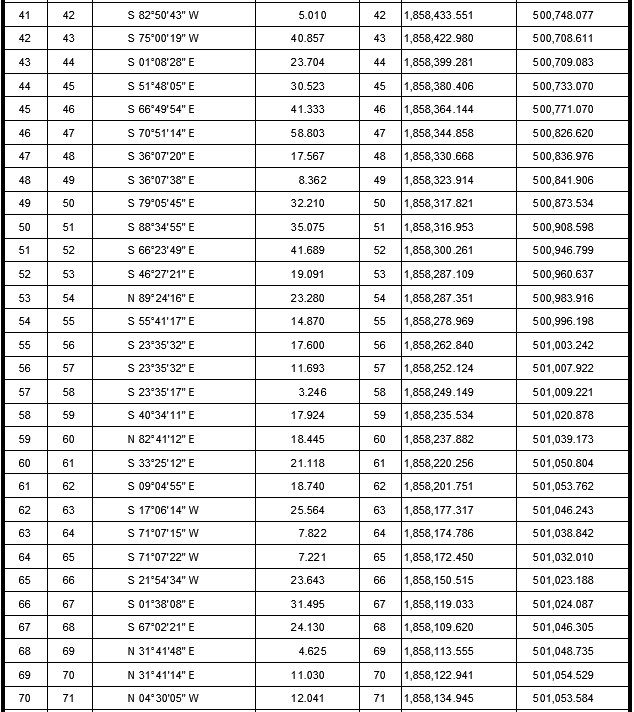 41 42 S 82°50'43" W 5.010 42 1,858,433.551 500,748.077
42 43 S 75°00'19" W 40.857 43 1,858,422.980 500,708.611
43 44 S 01°08'28" E 23.704 44 1,858,399.281 500,709.083
44 45 S 51°48'05" E 30.523 45 1,858,380.406 500,733.070
45 46 S 66°49'54" E 41.333 46 1,858,364.144 500,771.070
46 47 S 70°51'14" E 58.803 47 1,858,344.858 500,826.620
47 48 S 36°07'20" E 17.567 48 1,858,330.668 500,836.976
48 49 S 36°07'38" E 8.362 49 1,858,323.914 500,841.906
49 50 S 79°05'45" E 32.210 50 1,858,317.821 500,873.534
50 51 S 88°34'55" E 35.075 51 1,858,316.953 500,908.598
51 52 S 66°23'49" E 41.689 52 1,858,300.261 500,946.799
52 53 S 46°27'21" E 19.091 53 1,858,287.109 500,960.637
53 54 N 89°24'16" E 23.280 54 1,858,287.351 500,983.916
54 55 S 55°41'17" E 14.870 55 1,858,278.969 500,996.198
55 56 S 23°35'32" E 17.600 56 1,858,262.840 501,003.242
56 57 S 23°35'32" E 11.693 57 1,858,252.124 501,007.922
57 58 S 23°35'17" E 3.246 58 1,858,249.149 501,009.221
58 59 S 40°34'11" E 17.924 59 1,858,235.534 501,020.878
59 60 N 82°41'12" E 18.445 60 1,858,237.882 501,039.173
60 61 S 33°25'12" E 21.118 61 1,858,220.256 501,050.804
61 62 S 09°04'55" E 18.740 62 1,858,201.751 501,053.762
62 63 S 17°06'14" W 25.564 63 1,858,177.317 501,046.243
63 64 S 71°07'15" W 7.822 64 1,858,174.786 501,038.842
64 65 S 71°07'22" W 7.221 65 1,858,172.450 501,032.010
65 66 S 21°54'34" W 23.643 66 1,858,150.515 501,023.188
66 67 S 01°38'08" E 31.495 67 1,858,119.033 501,024.087
67 68 S 67°02'21" E 24.130 68 1,858,109.620 501,046.305
68 69 N 31°41'48" E 4.625 69 1,858,113.555 501,048.735
69 70 N 31°41'14" E 11.030 70 1,858,122.941 501,054.529
70 71 N 04°30'05" W 12.041 71 1,858,134.945 501,053.584